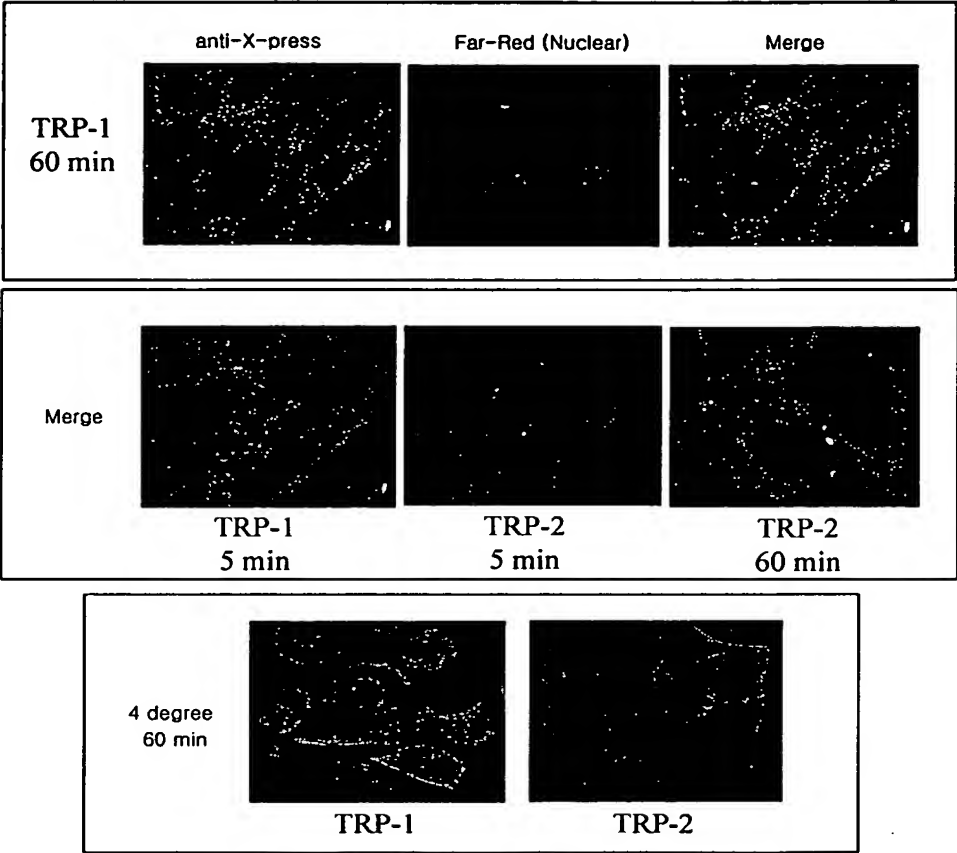 anti-X-press Far-Red (Nuclear) Merge
TRP-1
60 min
Merge
TRP-1 TRP-2 TRP-2
5 min 5 min 60 min
4 degree
60 min
TRP-1 TRP-2